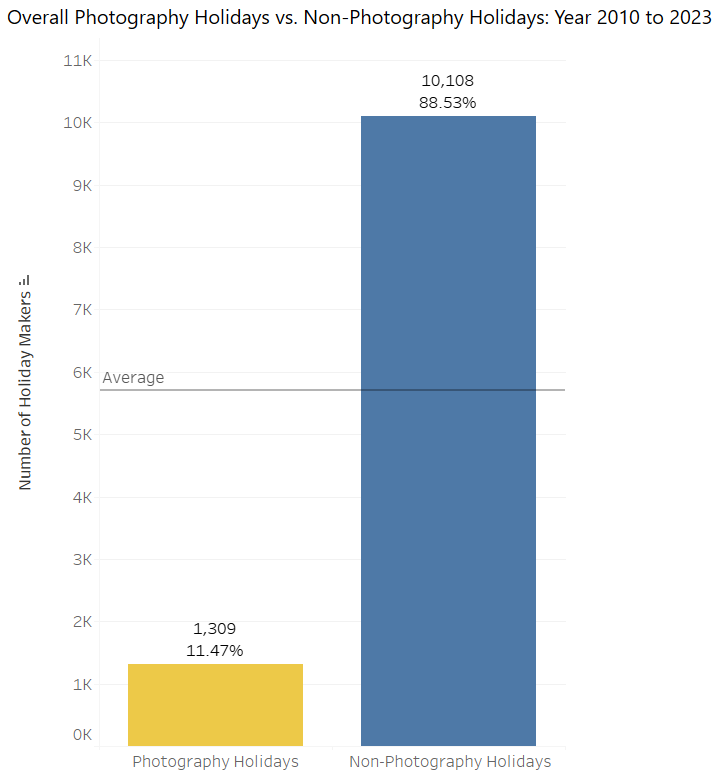 Overall Photography Holidays vs. Non-Photography Holidays: Year 2010 to 2023
11K
10K
9K
8K
7K
6K
5K
4K
3K
2K
1K
0K
Number of Holiday Makers
Average
1,309
11.47%
10,108
88.53%
Photography Holidays
Non-Photography Holidays